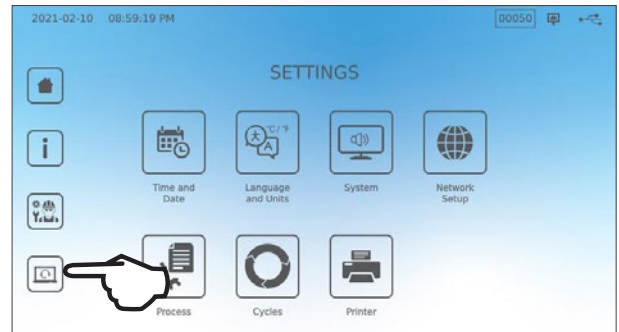 2021-02-10 08:59:19 PM 00050
SETTINGS
°C/°F
Time and
Date
Language
and Units
System
Network
Setup
Process
Cycles
Printer